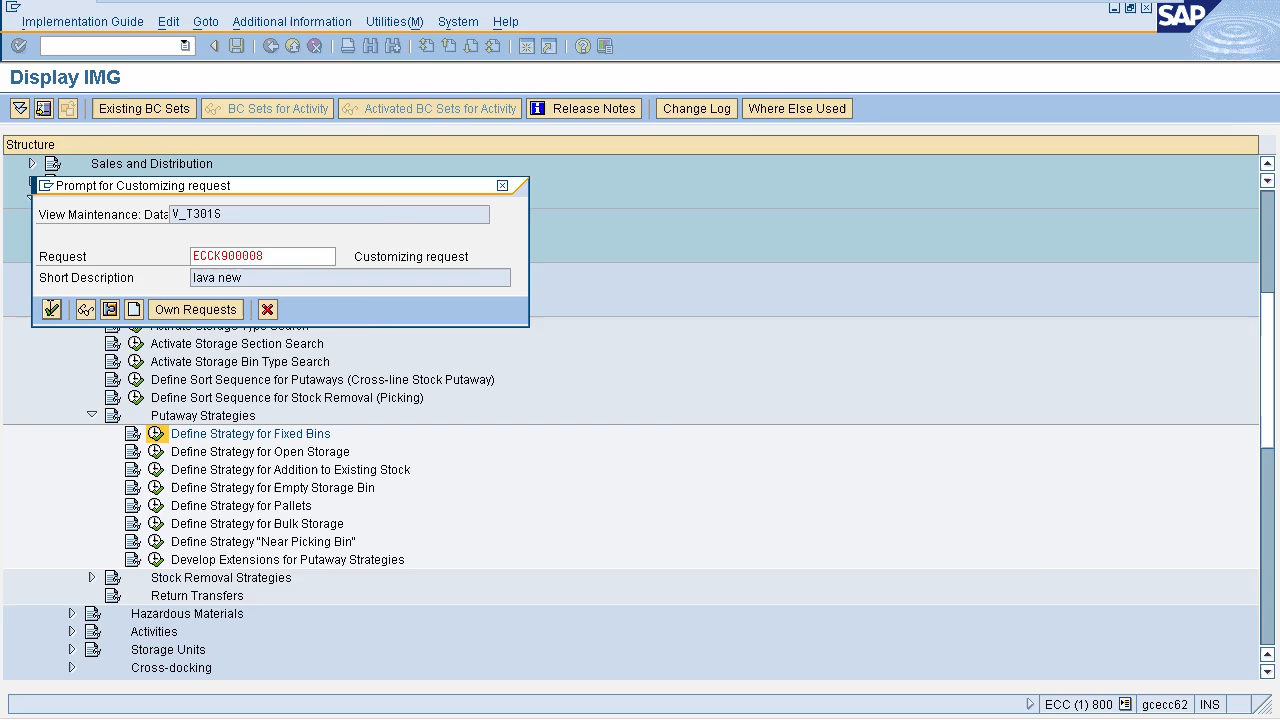 Implementation Guide Edit Goto Additional Information Utilities(M) System Help
SAP
Display IMG
Existing BC Sets BC Sets for Activity Activated BC Sets for Activity Release Notes Change Log Where Else Used
Structure
Sales and Distribution
Prompt for Customizing request
View Maintenance: Data V_T301S
Request ECCK900008 Customizing request
Short Description lava new
Own Requests
Activate Storage Type Search
Activate Storage Section Search
Activate Storage Bin Type Search
Define Sort Sequence for Putaways (Cross-line Stock Putaway)
Define Sort Sequence for Stock Removal (Picking)
Putaway Strategies
Define Strategy for Fixed Bins
Define Strategy for Open Storage
Define Strategy for Addition to Existing Stock
Define Strategy for Empty Storage Bin
Define Strategy for Pallets
Define Strategy for Bulk Storage
Define Strategy "Near Picking Bin"
Develop Extensions for Putaway Strategies
Stock Removal Strategies
Return Transfers
Hazardous Materials
Activities
Storage Units
Cross-docking
ECC (1) 800 gcecc62 INS